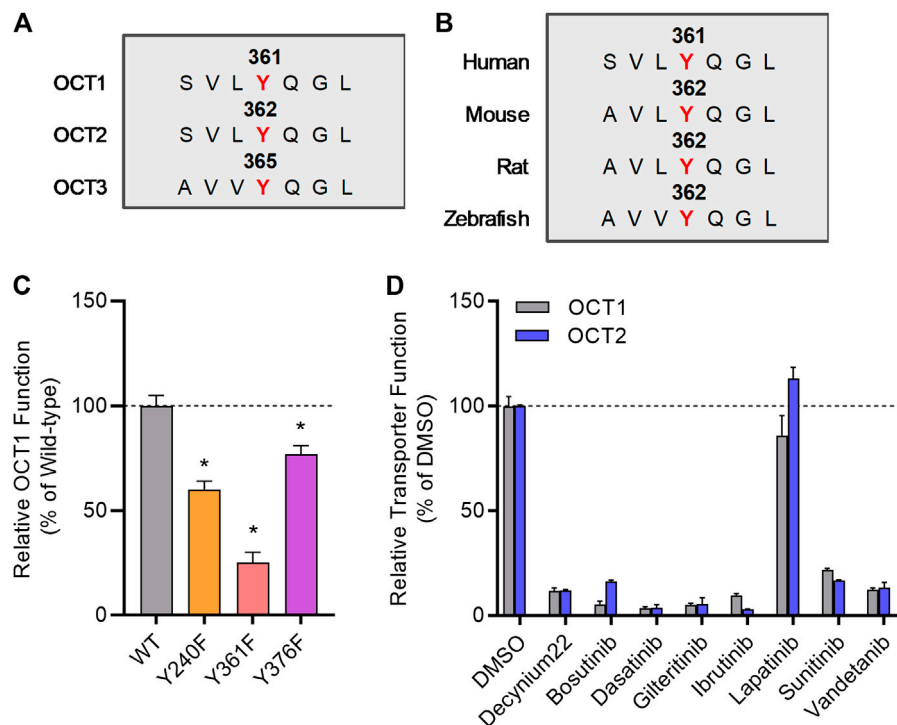 A
361
OCT1 S V L Y Q G L
362
OCT2 S V L Y Q G L
365
OCT3 A V V Y Q G L
B
361
Human S V L Y Q G L
362
Mouse A V L Y Q G L
362
Rat A V L Y L G L
362
Zebrafish A V V Y Q G L
C
Relative OCT1 Function
(% of Wild-type)
150
100
50
0
*
*
*
WT
Y240F
Y361F
Y376F
D
Relative Transporter Function
(% of DMSO)
150
100
50
0
OCT1
OCT2
DMSO
Decynium22
Bosutinib
Dasatinib
Gilteritinib
Ibrutinib
Lapatinib
Sunitinib
Vandetanib